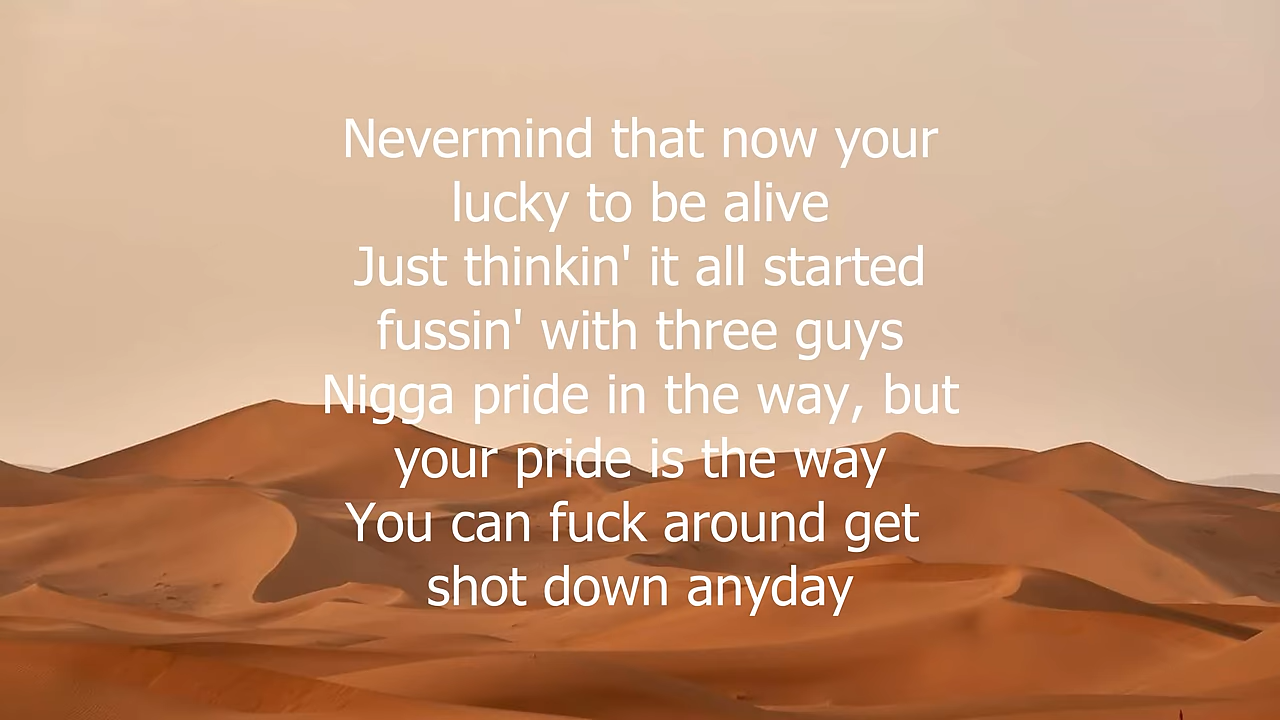 Nevermind that now your
lucky to be alive
Just thinkin' it all started
fussin' with three guys
Nigga pride in the way, but
your pride is the way
You can fuck around get
shot down anyday